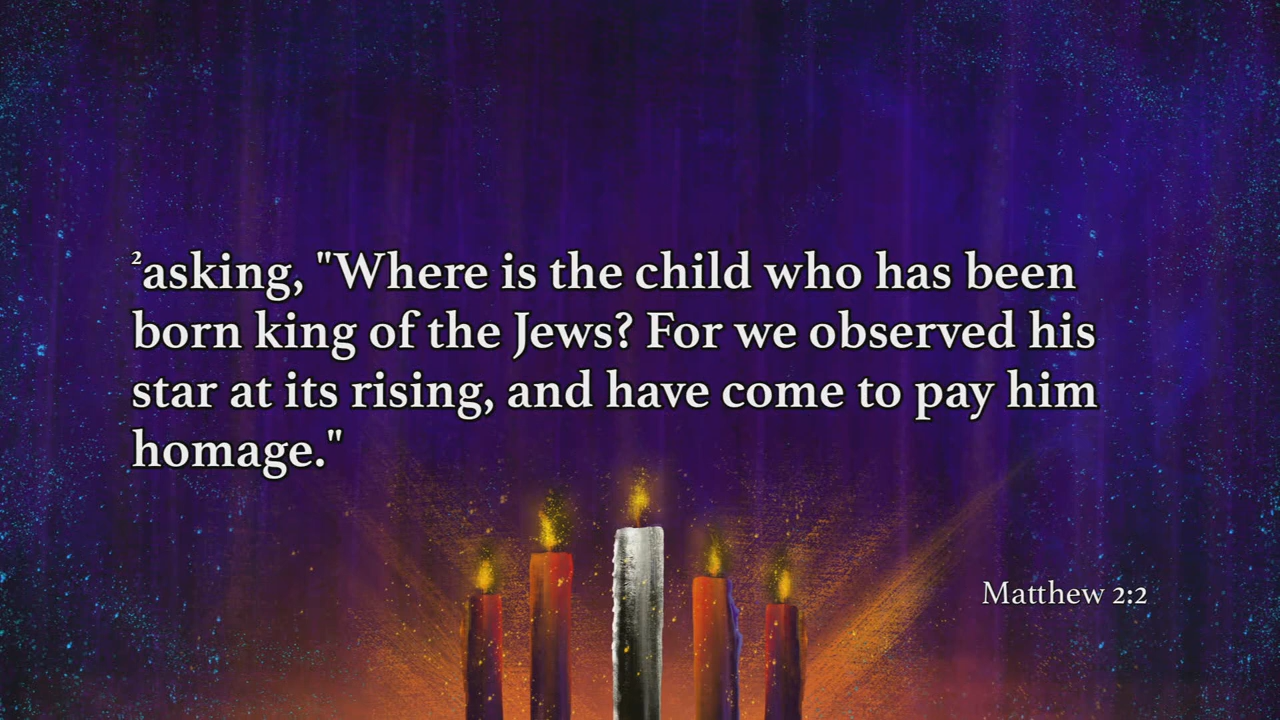 ²asking, "Where is the child who has been
born king of the Jews? For we observed his
star at its rising, and have come to pay him
homage."
Matthew 2:2